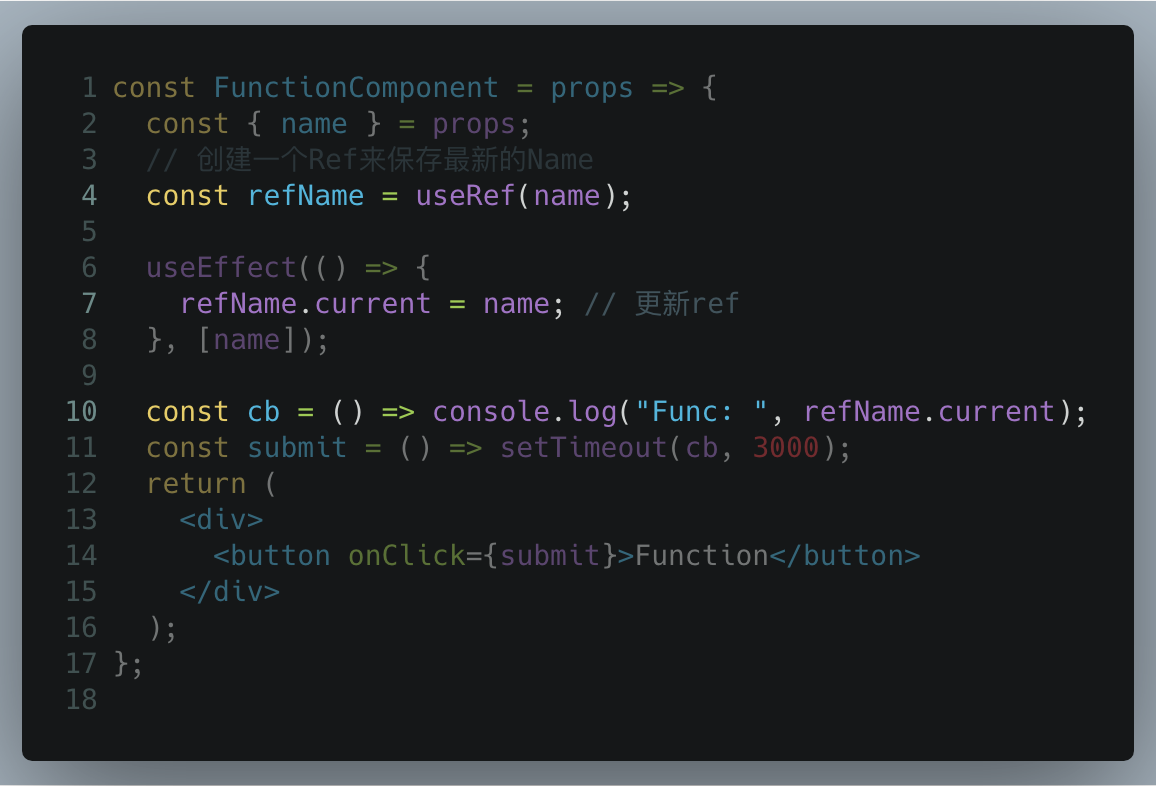 1 const FunctionComponent = props => {
2   const { name } = props;
3   // 创建一个Ref来保存最新的Name
4   const refName = useRef(name);
5
6   useEffect(() => {
7     refName.current = name; // 更新ref
8   }, [name]);
9
10   const cb = () => console.log("Func: ", refName.current);
11   const submit = () => setTimeout(cb, 3000);
12   return (
13     <div>
14       <button onClick={submit}>Function</button>
15     </div>
16   );
17 };
18